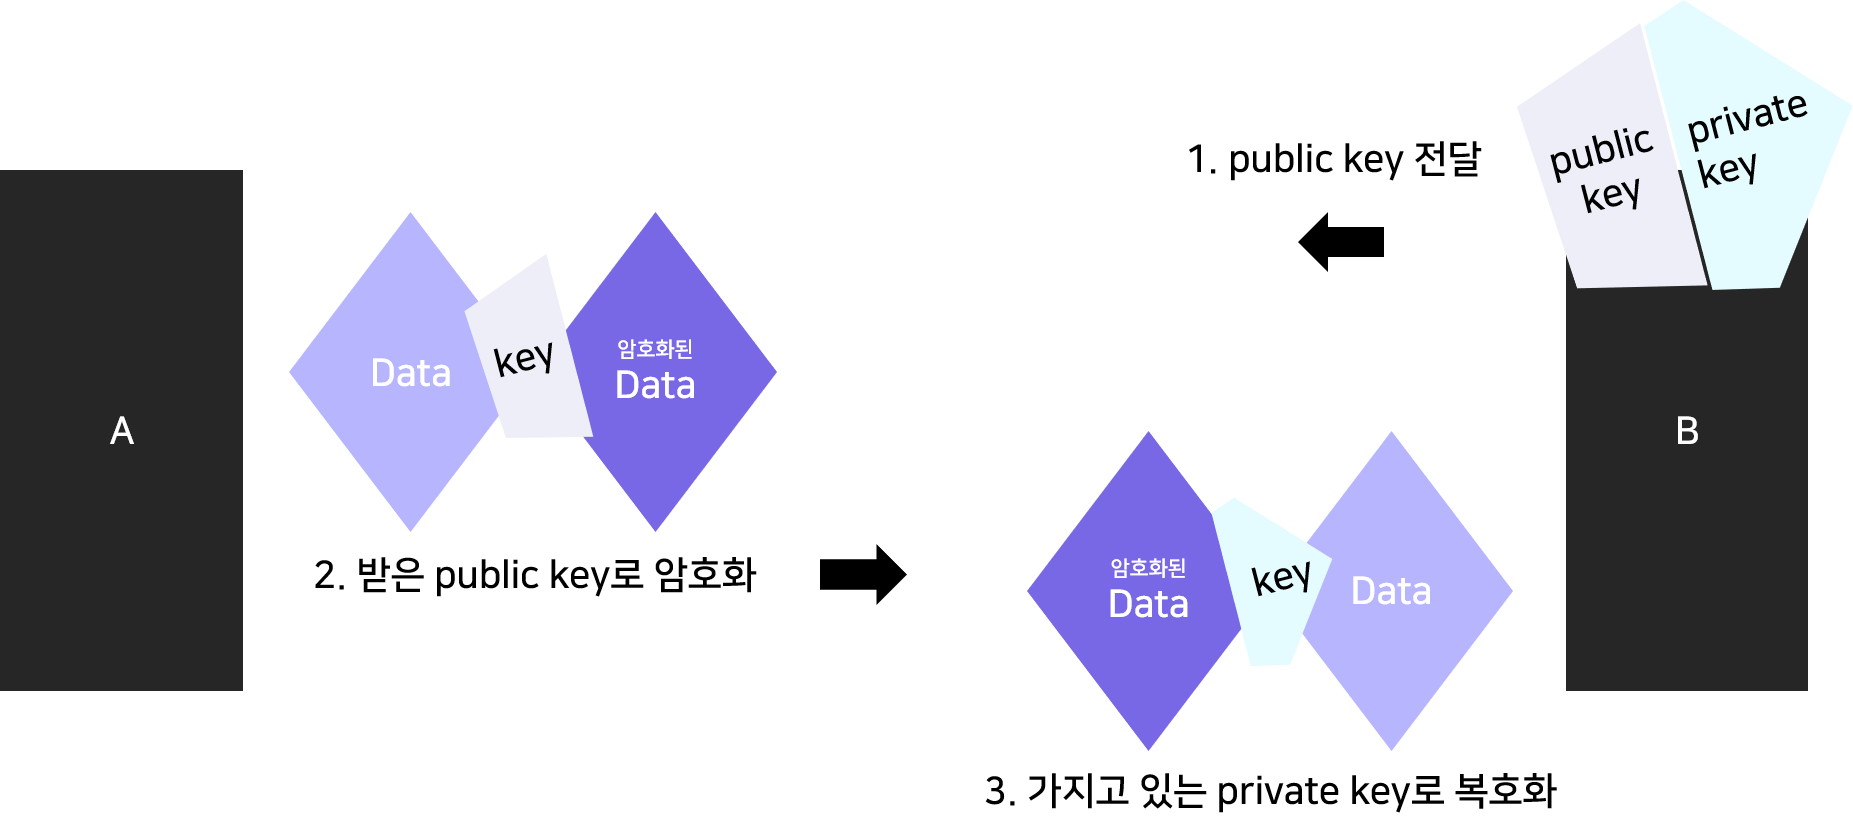 public
key
private
key
1. public key 전달
A
Data
key
암호화된
Data
B
2. 받은 public key로 암호화
암호화된
Data
key
Data
3. 가지고 있는 private key로 복호화